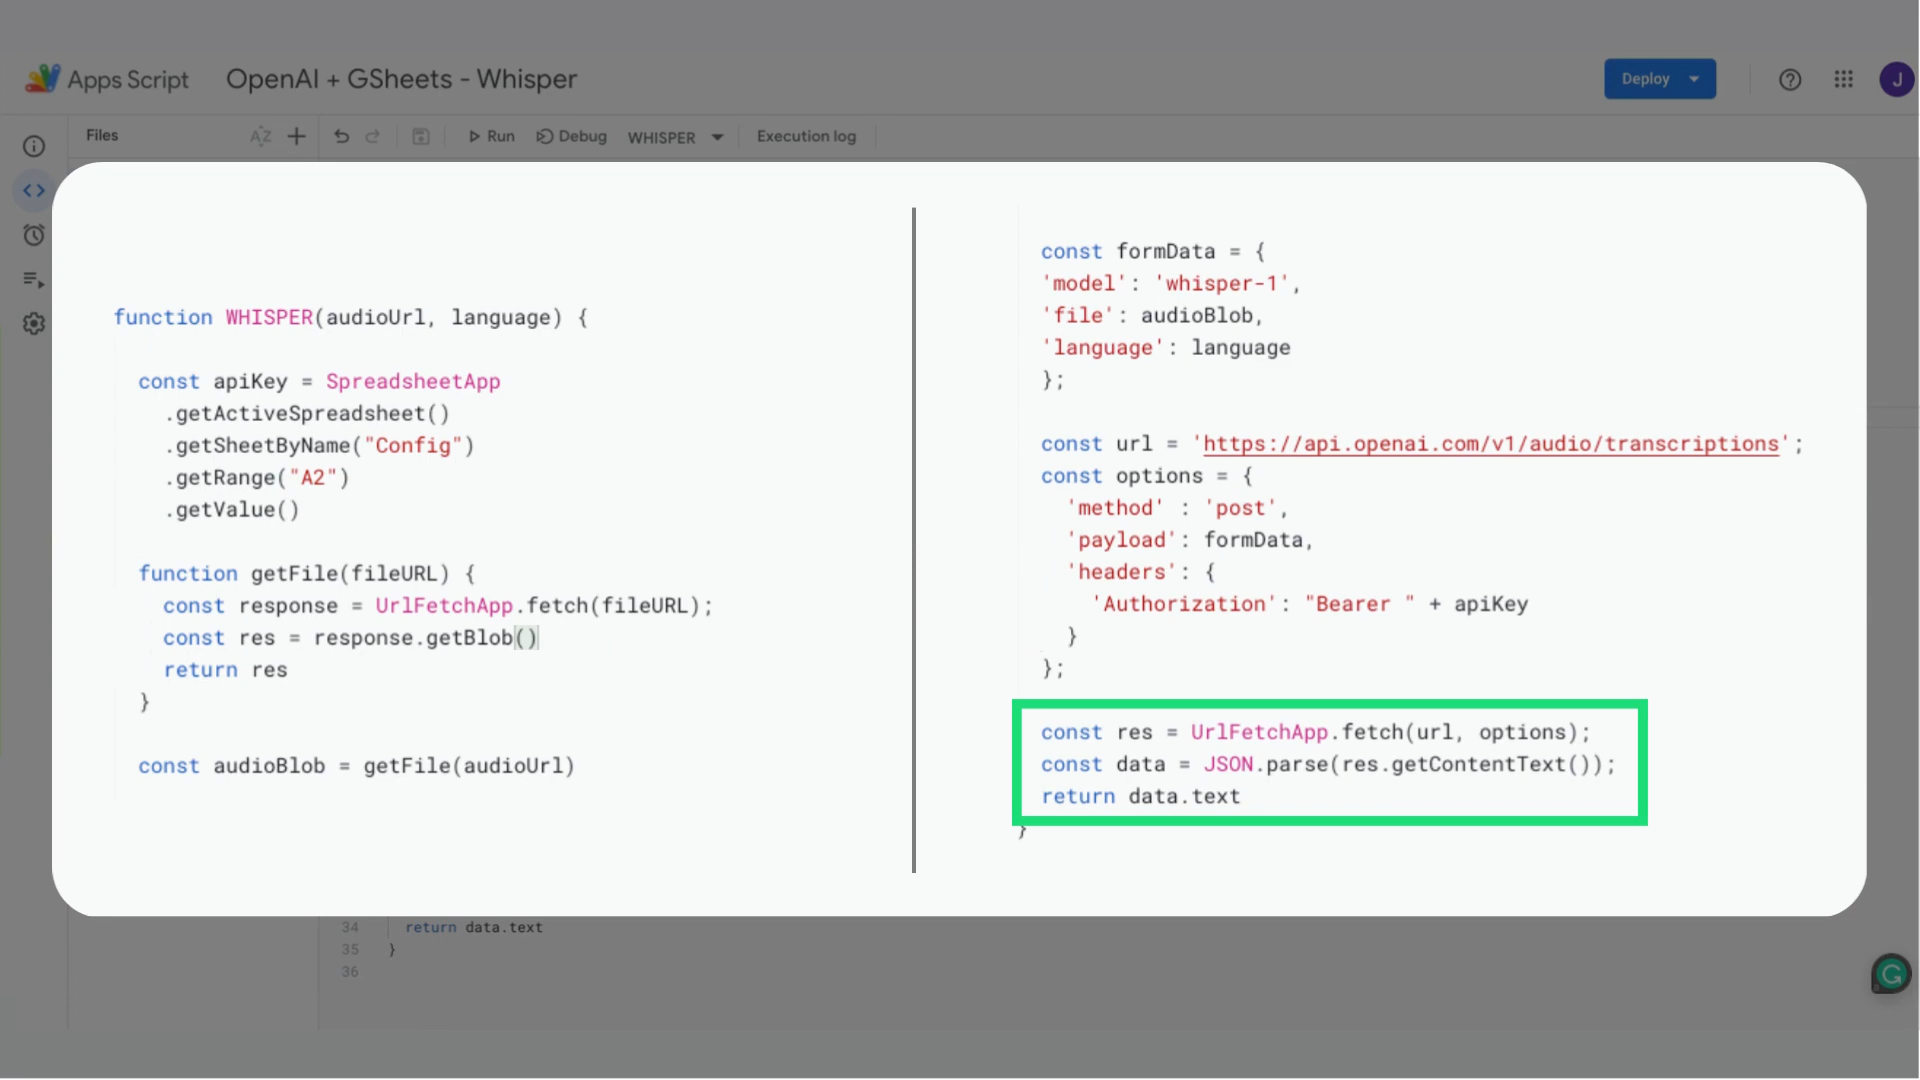 Apps Script OpenAI + GSheets - Whisper Deploy J
Files AZ Run Debug WHISPER Execution log
function WHISPER(audioUrl, language) {
const apiKey = SpreadsheetApp
.getActiveSpreadsheet()
.getSheetByName("Config")
.getRange("A2")
.getValue()
function getFile(fileURL) {
const response = UrlFetchApp.fetch(fileURL);
const res = response.getBlob()
return res
}
const audioBlob = getFile(audioUrl)
const formData = {
'model': 'whisper-1',
'file': audioBlob,
'language': language
};
const url = 'https://api.openai.com/v1/audio/transcriptions';
const options = {
'method' : 'post',
'payload': formData,
'headers': {
'Authorization': "Bearer " + apiKey
}
};
const res = UrlFetchApp.fetch(url, options);
const data = JSON.parse(res.getContentText());
return data.text
}
34 return data.text
35 }
36